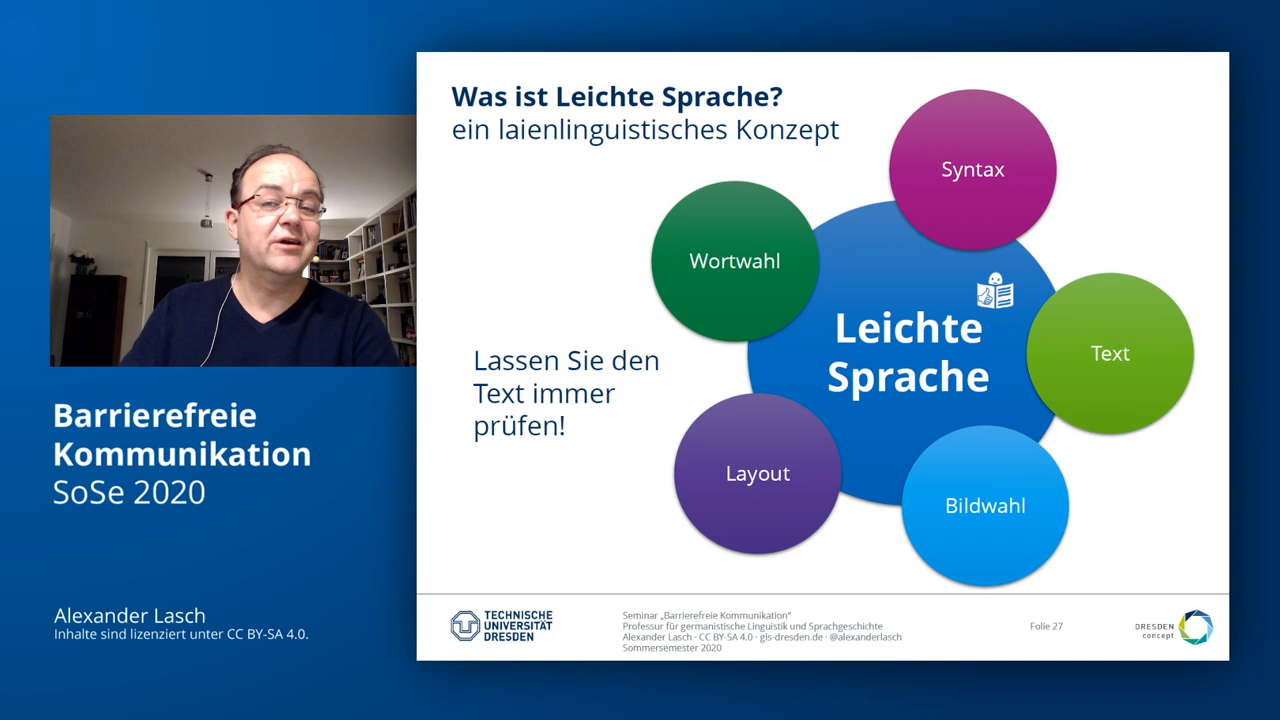 Was ist Leichte Sprache?
ein laienlinguistisches Konzept
Syntax
Wortwahl
Leichte
Sprache
Text
Lassen Sie den
Text immer
prüfen!
Layout
Bildwahl
Barrierefreie
Kommunikation
SoSe 2020
Alexander Lasch
Inhalte sind lizenziert unter CC BY-SA 4.0.
TECHNISCHE
UNIVERSITÄT
DRESDEN
Seminar „Barrierefreie Kommunikation“
Professur für germanistische Linguistik und Sprachgeschichte
Alexander Lasch · CC BY-SA 4.0 · gls-dresden.de · @alexanderlasch
Sommersemester 2020
Folie 27
DRESDEN
concept